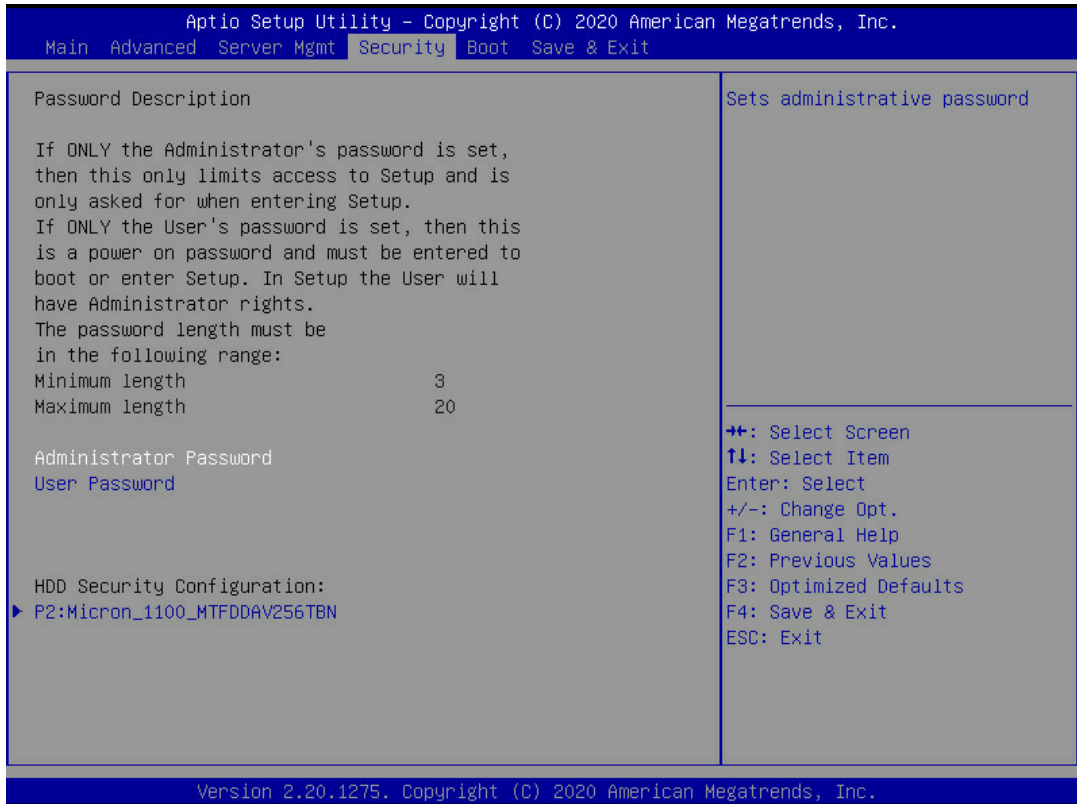 Aptio Setup Utility – Copyright (C) 2020 American Megatrends, Inc.
Main Advanced Server Mgmt Security Boot Save & Exit
Password Description
If ONLY the Administrator's password is set,
then this only limits access to Setup and is
only asked for when entering Setup.
If ONLY the User's password is set, then this
is a power on password and must be entered to
boot or enter Setup. In Setup the User will
have Administrator rights.
The password length must be
in the following range:
Minimum length 3
Maximum length 20
Administrator Password
User Password
HDD Security Configuration:
P2:Micron_1100_MTFDDAV256TBN
Sets administrative password
→←: Select Screen
↑↓: Select Item
Enter: Select
+/-: Change Opt.
F1: General Help
F2: Previous Values
F3: Optimized Defaults
F4: Save & Exit
ESC: Exit
Version 2.20.1275. Copyright (C) 2020 American Megatrends, Inc.